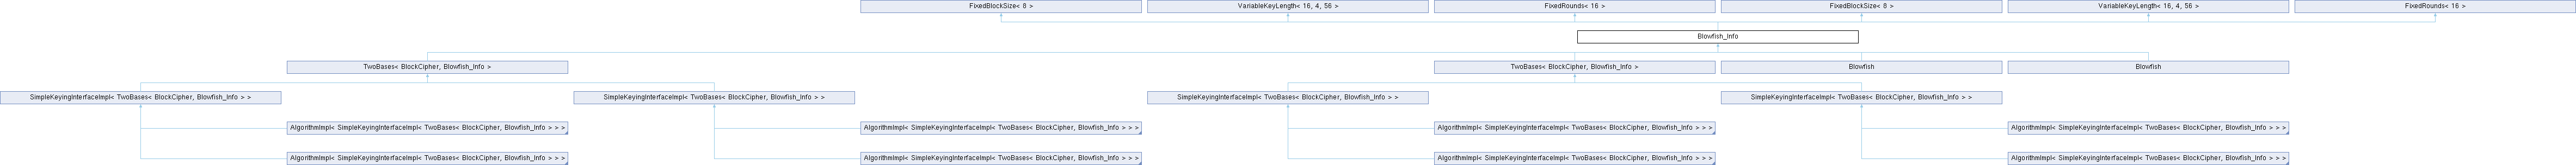 FixedBlockSize< 8 >
VariableKeyLength< 16, 4, 56 >
FixedRounds< 16 >
FixedBlockSize< 8 >
VariableKeyLength< 16, 4, 56 >
FixedRounds< 16 >
Blowfish_Info
TwoBases< BlockCipher, Blowfish_Info >
TwoBases< BlockCipher, Blowfish_Info >
Blowfish
Blowfish
SimpleKeyingInterfaceImpl< TwoBases< BlockCipher, Blowfish_Info > >
SimpleKeyingInterfaceImpl< TwoBases< BlockCipher, Blowfish_Info > >
SimpleKeyingInterfaceImpl< TwoBases< BlockCipher, Blowfish_Info > >
SimpleKeyingInterfaceImpl< TwoBases< BlockCipher, Blowfish_Info > >
AlgorithmImpl< SimpleKeyingInterfaceImpl< TwoBases< BlockCipher, Blowfish_Info > > >
AlgorithmImpl< SimpleKeyingInterfaceImpl< TwoBases< BlockCipher, Blowfish_Info > > >
AlgorithmImpl< SimpleKeyingInterfaceImpl< TwoBases< BlockCipher, Blowfish_Info > > >
AlgorithmImpl< SimpleKeyingInterfaceImpl< TwoBases< BlockCipher, Blowfish_Info > > >
AlgorithmImpl< SimpleKeyingInterfaceImpl< TwoBases< BlockCipher, Blowfish_Info > > >
AlgorithmImpl< SimpleKeyingInterfaceImpl< TwoBases< BlockCipher, Blowfish_Info > > >
AlgorithmImpl< SimpleKeyingInterfaceImpl< TwoBases< BlockCipher, Blowfish_Info > > >
AlgorithmImpl< SimpleKeyingInterfaceImpl< TwoBases< BlockCipher, Blowfish_Info > > >